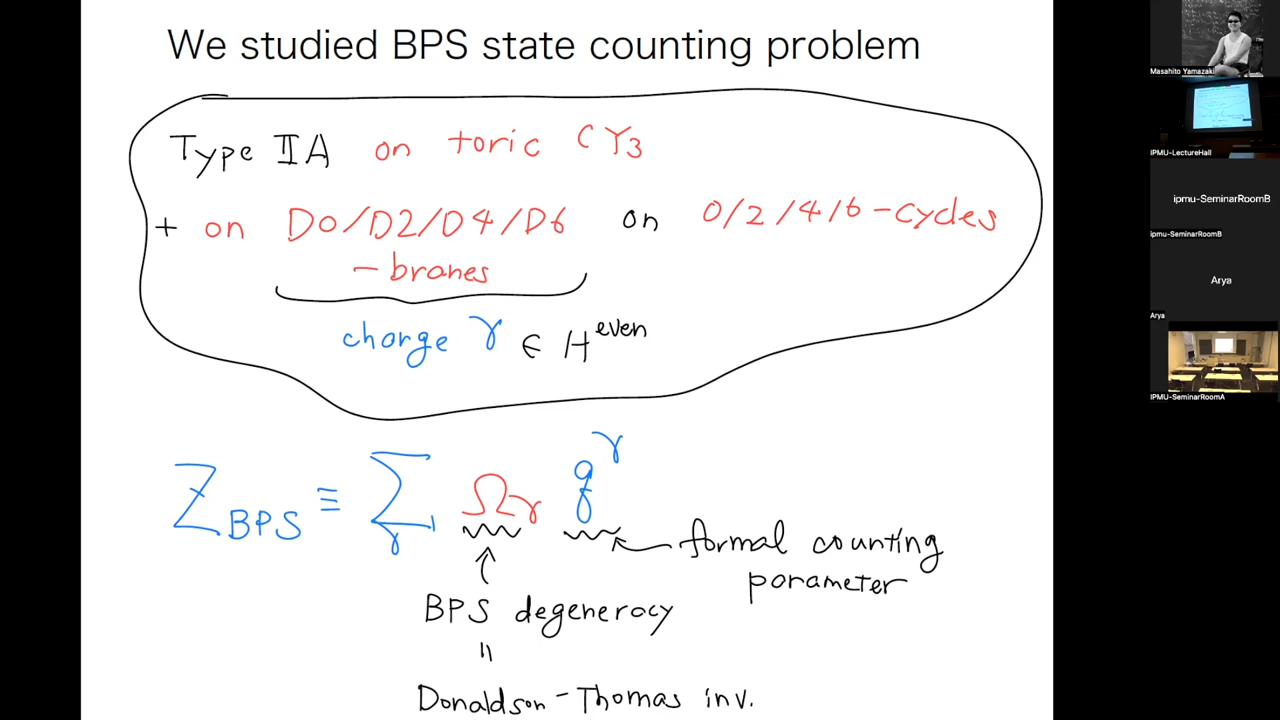 We studied BPS state counting problem
Type IIA on toric CY3
+ on D0/D2/D4/D6 on 0/2/4/6-cycles
- branes
charge γ ∈ H^even
Z_BPS ≡ Σ_γ Ω_γ q^γ
formal counting
parameter
BPS degeneracy
=
Donaldson-Thomas inv.
Masahito Yamazaki
IPMU-LectureHall
ipmu-SeminarRoomB
ipmu-SeminarRoomB
Arya
Arya
IPMU-SeminarRoomA